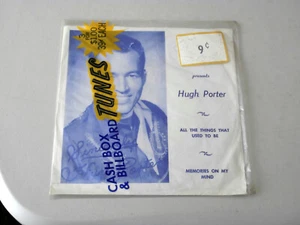 3 FOR
$1.00
39¢ EACH
TUNES
CASH BOX
& BILLBOARD
9¢
presents
Hugh Porter
ALL THE THINGS THAT
USED TO BE
MEMORIES ON MY
MIND